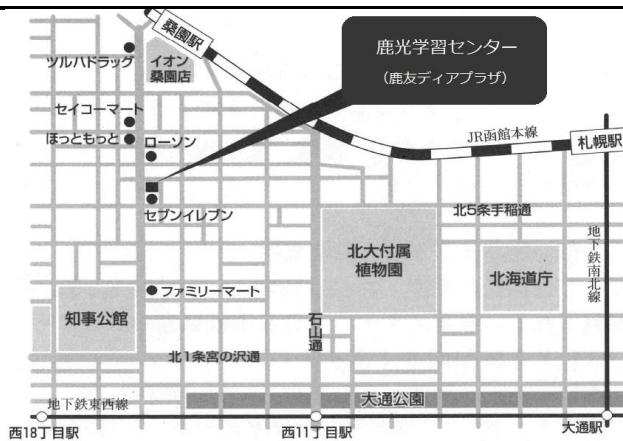 桑園駅
鹿光学習センター
(鹿友ディアプラザ)
ツルハドラッグ
イオン
桑園店
セイコーマート
ほっともっと
ローソン
JR函館本線
札幌駅
セブンイレブン
北5条手稲通
地下鉄南北線
北大付属
植物園
北海道庁
ファミリーマート
知事公館
石山通
北1条宮の沢通
大通公園
地下鉄東西線
西18丁目駅
西11丁目駅
大通駅